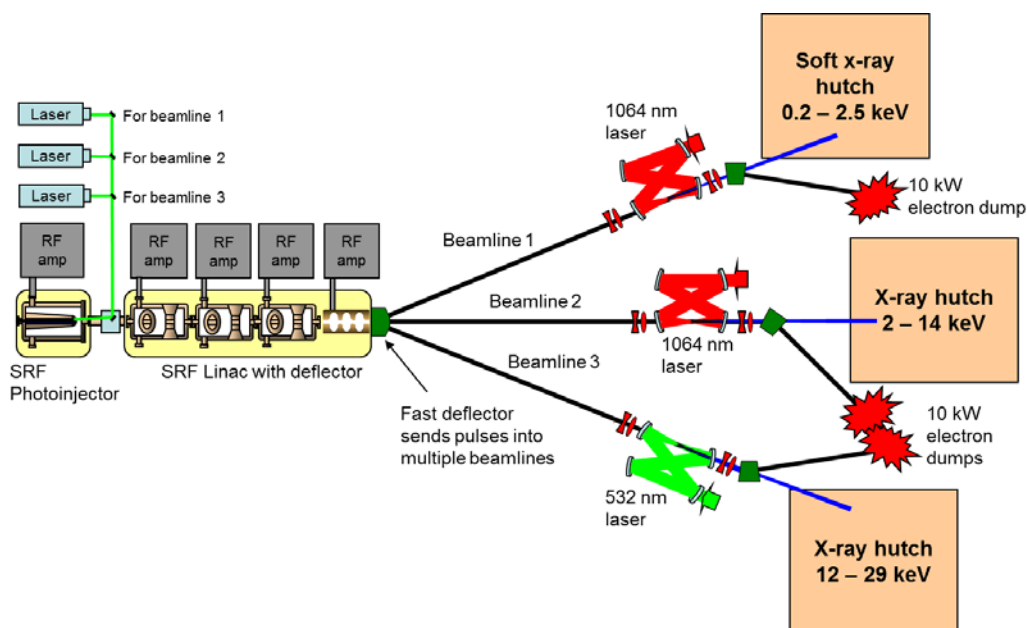 Laser
For beamline 1
Laser
For beamline 2
Laser
For beamline 3
RF
amp
RF
amp
RF
amp
RF
amp
RF
amp
SRF
Photoinjector
SRF Linac with deflector
Fast deflector
sends pulses into
multiple beamlines
Beamline 1
Beamline 2
Beamline 3
1064 nm
laser
Soft x-ray
hutch
0.2 – 2.5 keV
10 kW
electron dump
1064 nm
laser
X-ray hutch
2 – 14 keV
10 kW
electron
dumps
532 nm
laser
X-ray hutch
12 – 29 keV